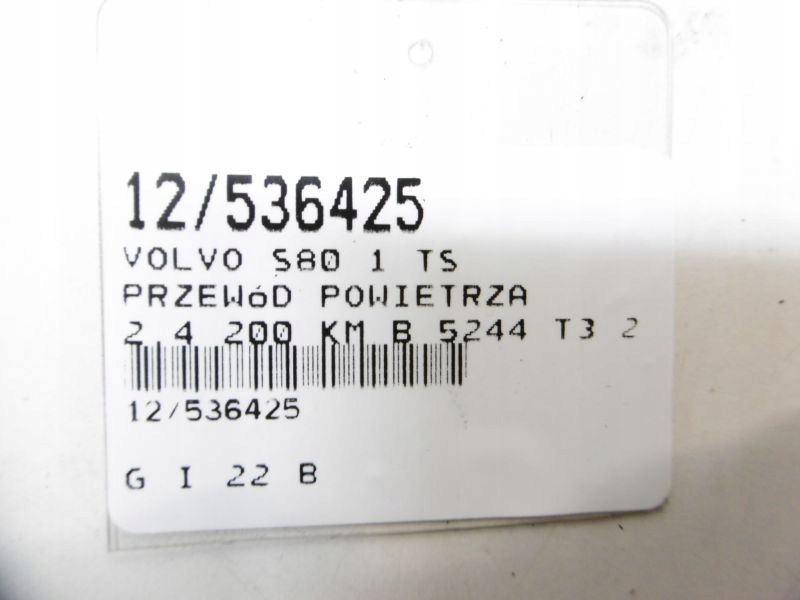 12/536425
VOLVO S80 1 TS
PRZEWóD POWIETRZA
2.4 200 KM B 5244 T3 2
12/536425
G I 22 B